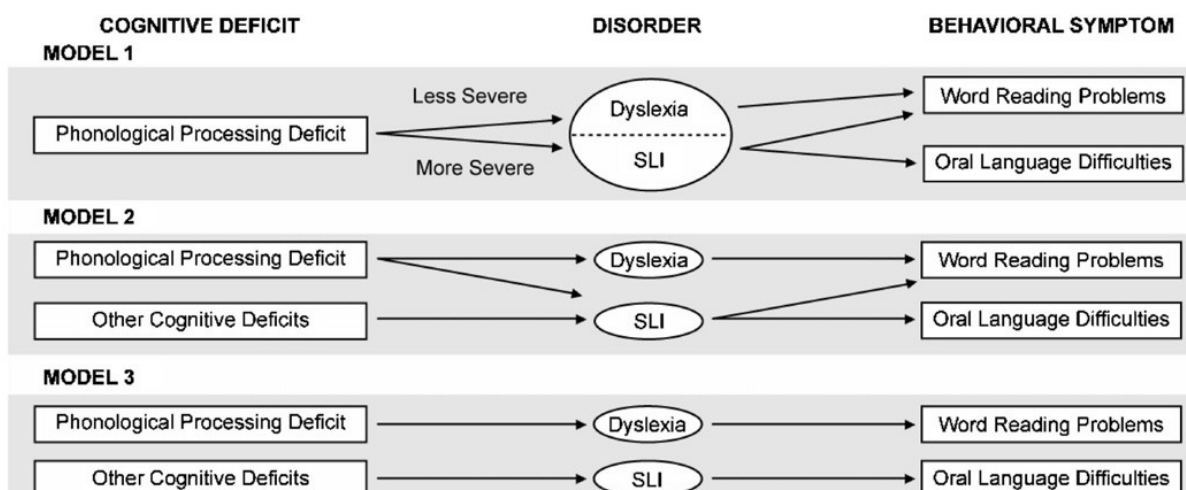 COGNITIVE DEFICIT DISORDER BEHAVIORAL SYMPTOM
MODEL 1
Phonological Processing Deficit
Less Severe
More Severe
Dyslexia
SLI
Word Reading Problems
Oral Language Difficulties
MODEL 2
Phonological Processing Deficit Dyslexia Word Reading Problems
Other Cognitive Deficits SLI Oral Language Difficulties
MODEL 3
Phonological Processing Deficit Dyslexia Word Reading Problems
Other Cognitive Deficits SLI Oral Language Difficulties